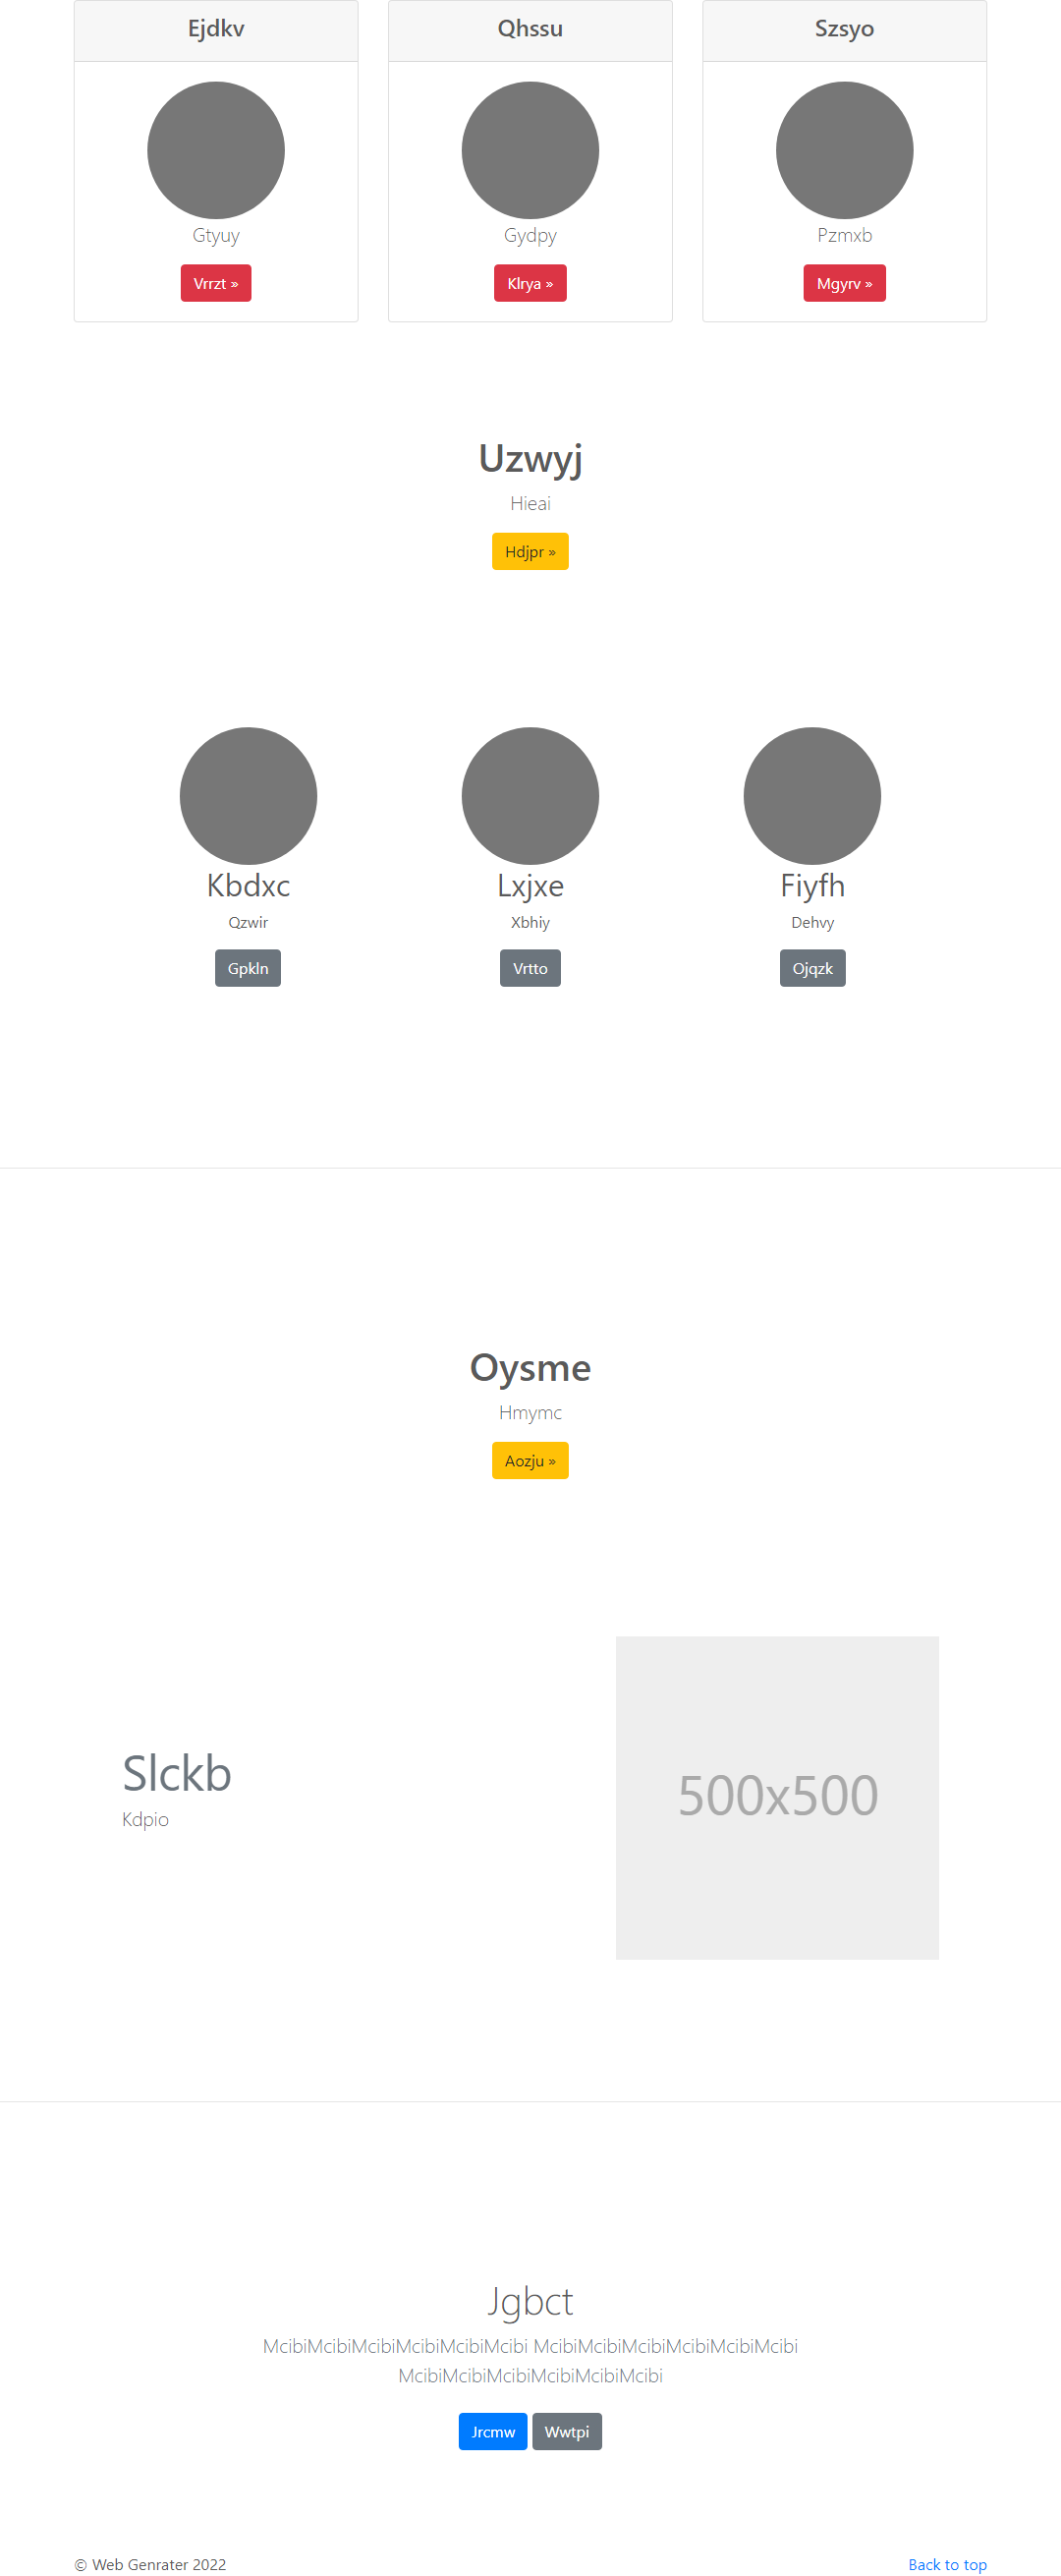 Ejdkv
Qhssu
Szsyo
Gtyuy
Gydpy
Pzmxb
Vrrzt »
Klrya »
Mgyrv »
Uzwyj
Hieai
Hdjpr »
Kbdxc
Lxjxe
Fiyfh
Qzwir
Xbhiy
Dehvy
Gpkln
Vrtto
Ojqzk
Oysme
Hmymc
Aozju »
Slckb
Kdpio
500x500
Jgbct
McibiMcibiMcibiMcibiMcibiMcibi McibiMcibiMcibiMcibiMcibiMcibi
McibiMcibiMcibiMcibiMcibiMcibi
Jrcmw
Wwtpi
© Web Genrater 2022
Back to top